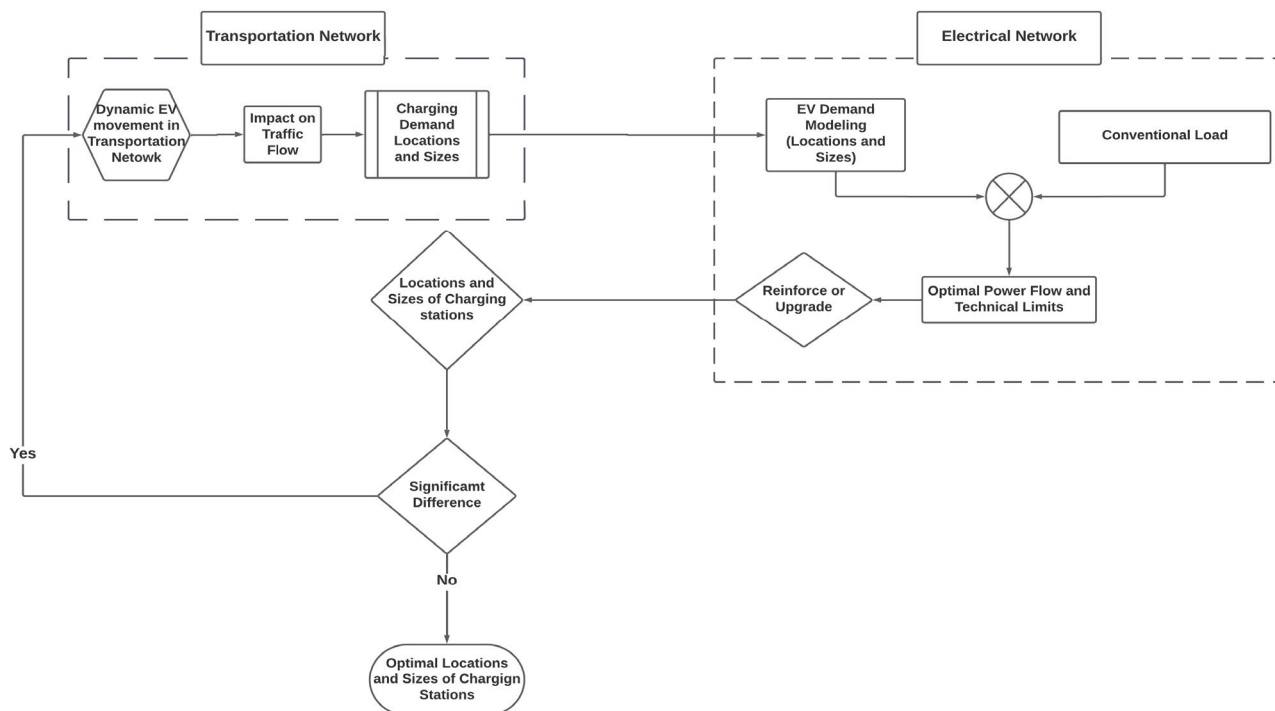 Transportation Network
Electrical Network
Dynamic EV
movement in
Transportation
Netowk
Impact on
Traffic
Flow
Charging
Demand
Locations
and Sizes
EV Demand
Modeling
(Locations and
Sizes)
Conventional Load
Locations and
Sizes of Charging
stations
Reinforce or
Upgrade
Optimal Power Flow and
Technical Limits
Yes
Significamt
Difference
No
Optimal Locations
and Sizes of Chargign
Stations